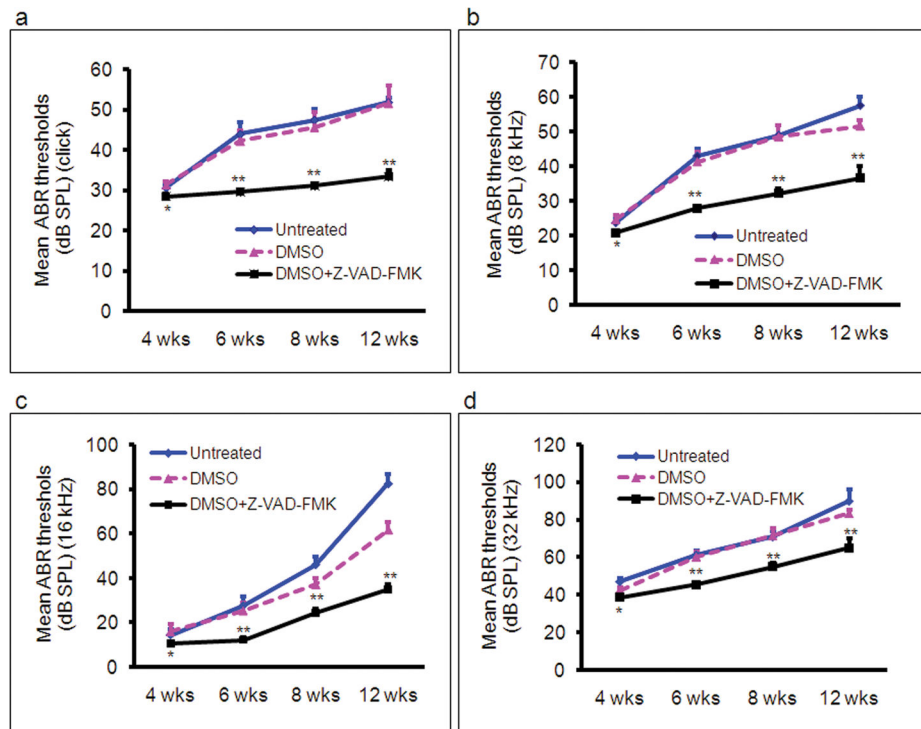 a
Mean ABR thresholds
(dB SPL) (click)
60
50
40
30
20
10
0
*
**
**
**
Untreated
DMSO
DMSO+Z-VAD-FMK
4 wks 6 wks 8 wks 12 wks
b
Mean ABR thresholds
(dB SPL) (8 kHz)
70
60
50
40
30
20
10
0
*
**
**
**
Untreated
DMSO
DMSO+Z-VAD-FMK
4 wks 6 wks 8 wks 12 wks
c
Mean ABR threshols
(dB SPL) (16 kHz)
100
80
60
40
20
0
Untreated
DMSO
DMSO+Z-VAD-FMK
*
**
**
**
4 wks 6 wks 8 wks 12 wks
d
Mean ABR thresholds
(dB SPL) (32 kHz)
120
100
80
60
40
20
0
Untreated
DMSO
DMSO+Z-VAD-FMK
*
**
**
**
4 wks 6 wks 8 wks 12 wks